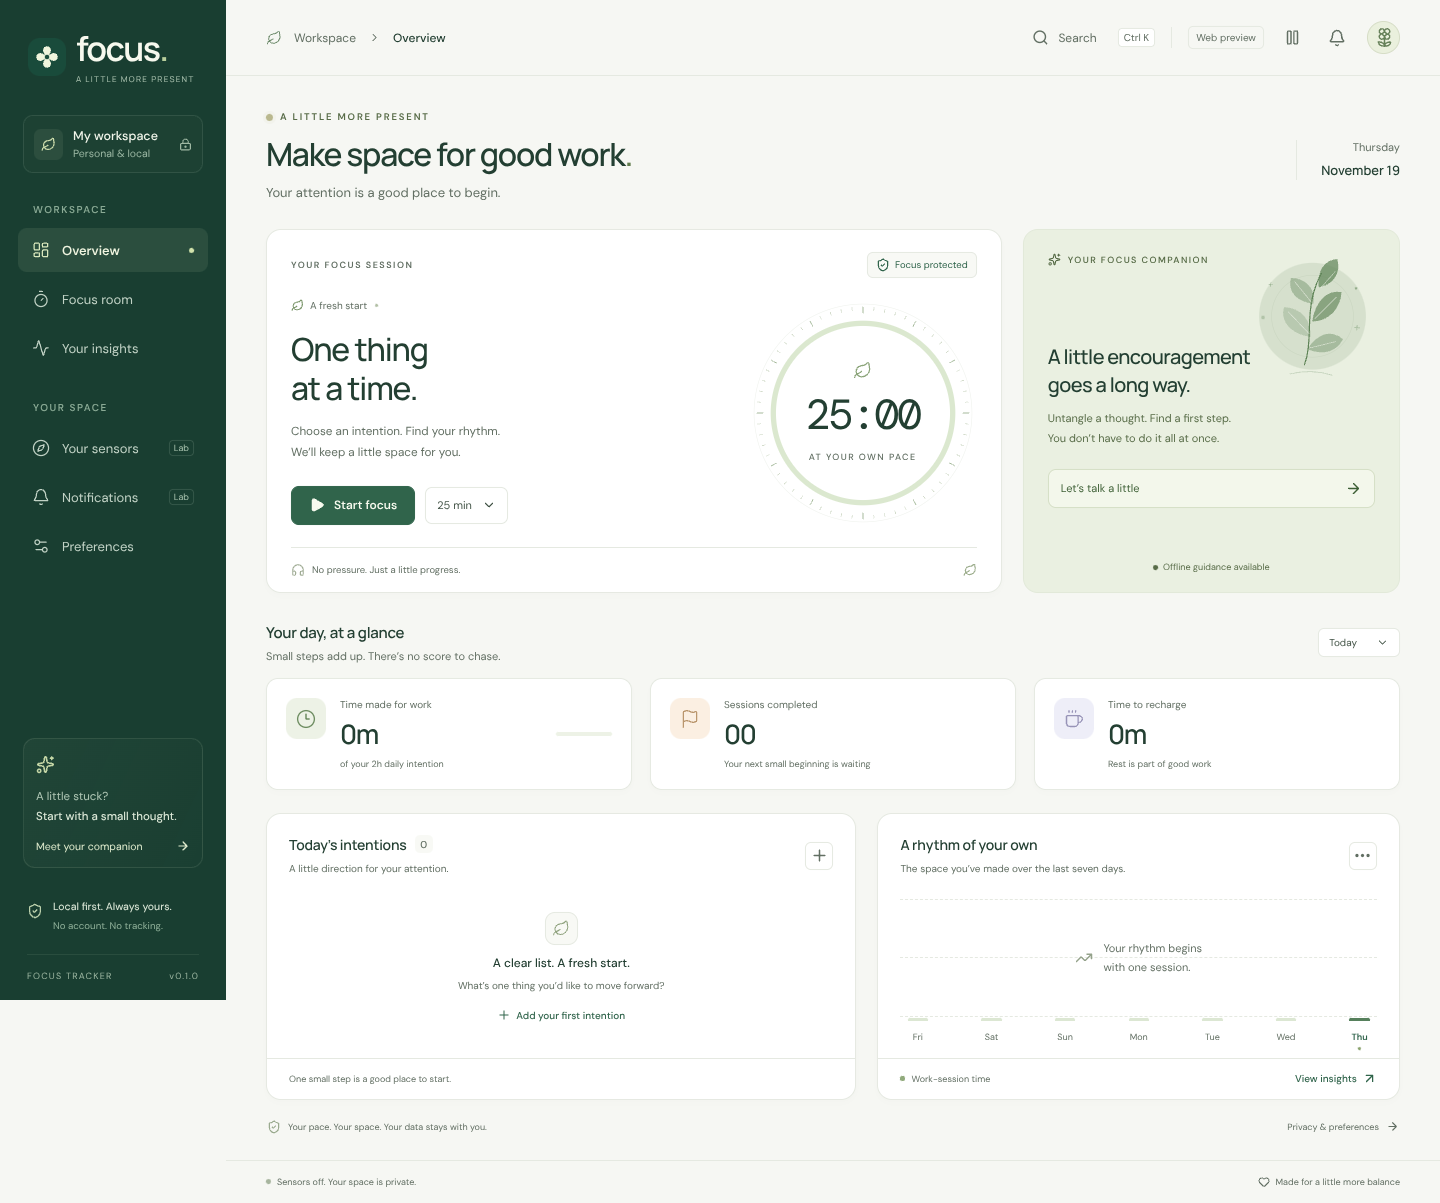 focus.
A LITTLE MORE PRESENT
My workspace
Personal & local
WORKSPACE
Overview
Focus room
Your insights
YOUR SPACE
Your sensors Lab
Notifications Lab
Preferences
A little stuck?
Start with a small thought.
Meet your companion
Local first. Always yours.
No account. No tracking.
FOCUS TRACKER v0.1.0
Workspace Overview
Search Ctrl K Web preview
A LITTLE MORE PRESENT
Make space for good work.
Your attention is a good place to begin.
Thursday
November 19
YOUR FOCUS SESSION
Focus protected
A fresh start
One thing
at a time.
Choose an intention. Find your rhythm.
We'll keep a little space for you.
Start focus
25 min
25:00
AT YOUR OWN PACE
No pressure. Just a little progress.
YOUR FOCUS COMPANION
A little encouragement
goes a long way.
Untangle a thought. Find a first step.
You don't have to do it all at once.
Let's talk a little
Offline guidance available
Your day, at a glance
Small steps add up. There's no score to chase.
Today
Time made for work
0m
of your 2h daily intention
Sessions completed
00
Your next small beginning is waiting
Time to recharge
0m
Rest is part of good work
Today's intentions 0
A little direction for your attention.
A clear list. A fresh start.
What's one thing you'd like to move forward?
Add your first intention
One small step is a good place to start.
A rhythm of your own
The space you've made over the last seven days.
Your rhythm begins
with one session.
Fri Sat Sun Mon Tue Wed Thu
Work-session time
View insights
Your pace. Your space. Your data stays with you.
Privacy & preferences
Sensors off. Your space is private.
Made for a little more balance